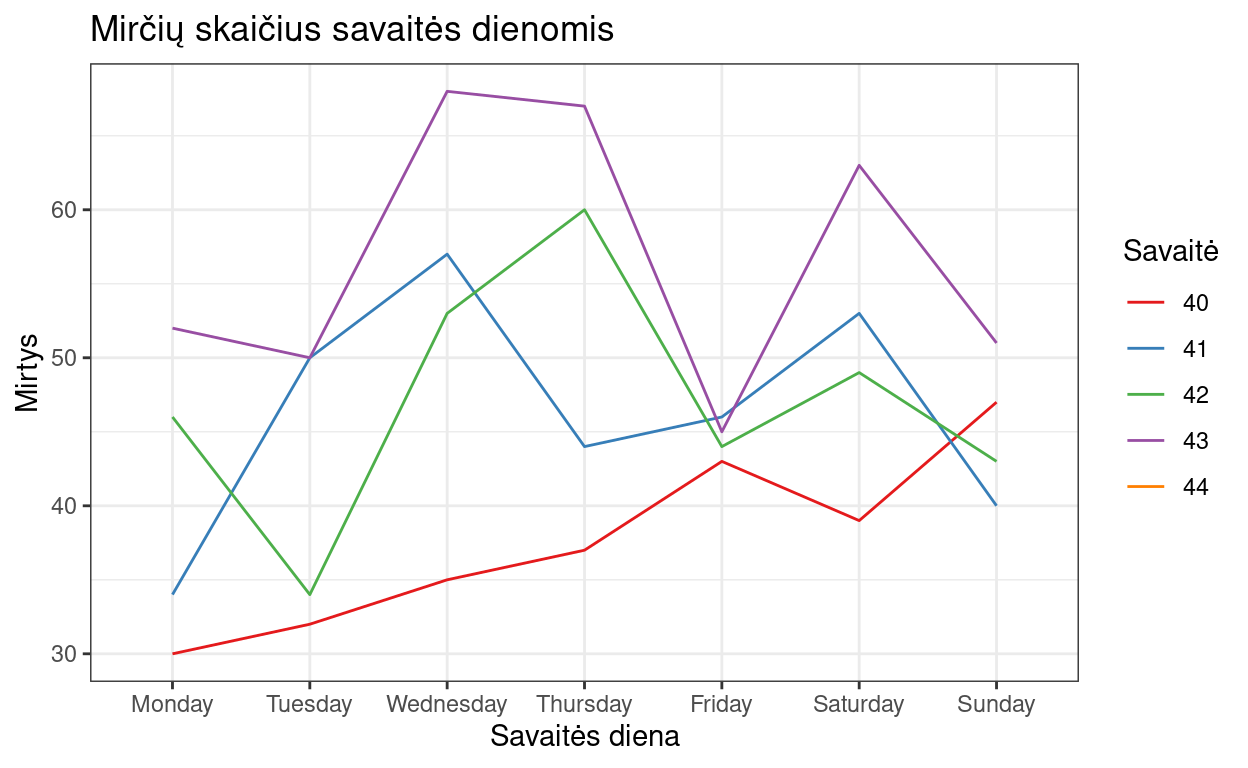 Mirčių skaičius savaitės dienomis
Mirtys
60
50
40
30
Monday Tuesday Wednesday Thursday Friday Saturday Sunday
Savaitės diena
Savaitė
40
41
42
43
44